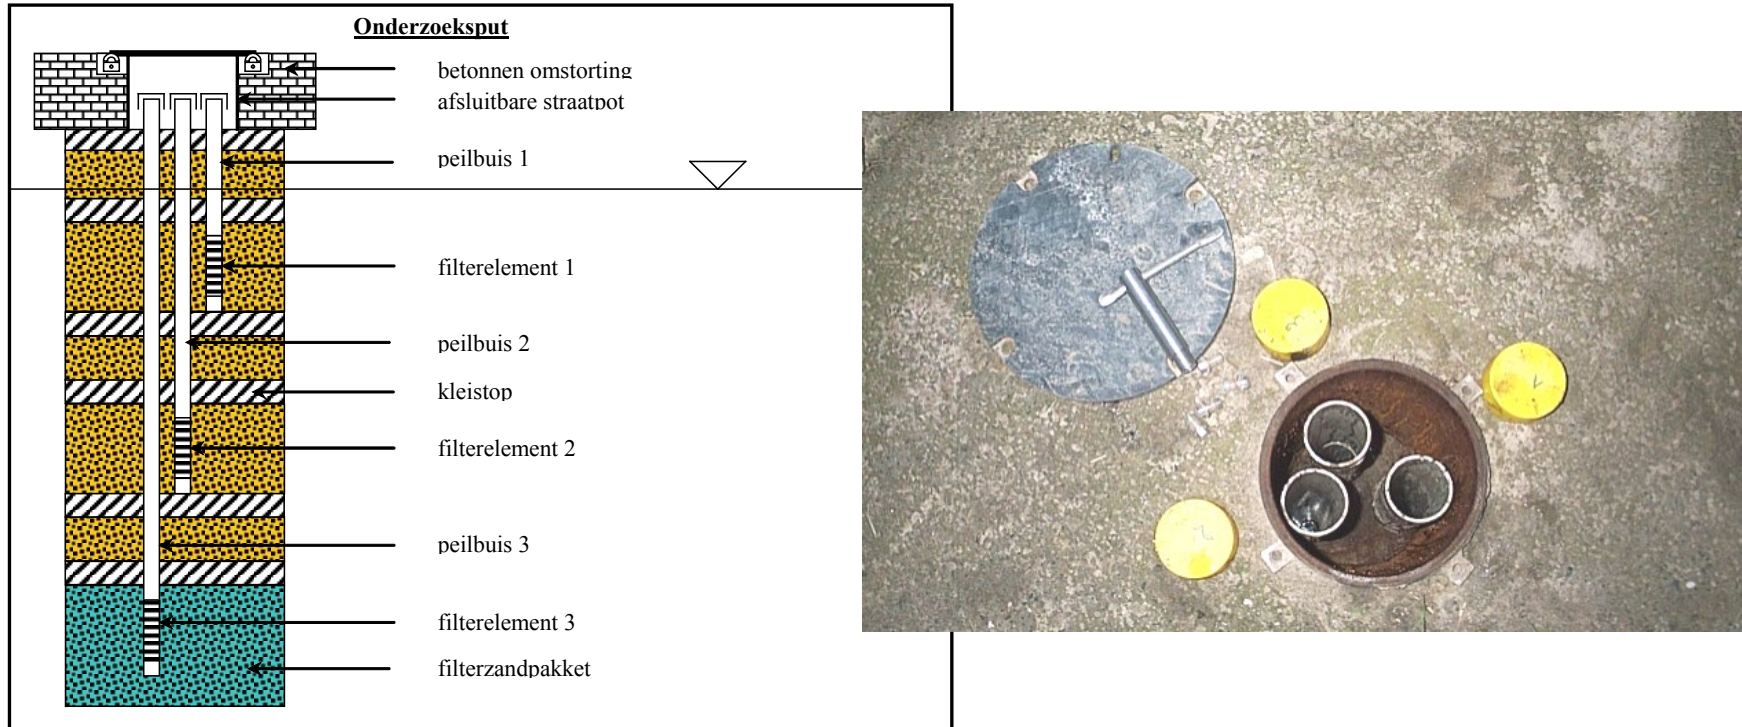 Onderzoeksput
betonnen omstorting
afsluitbare straatpot
peilbuis 1
filterelement 1
peilbuis 2
kleistop
filterelement 2
peilbuis 3
filterelement 3
filterzandpakket